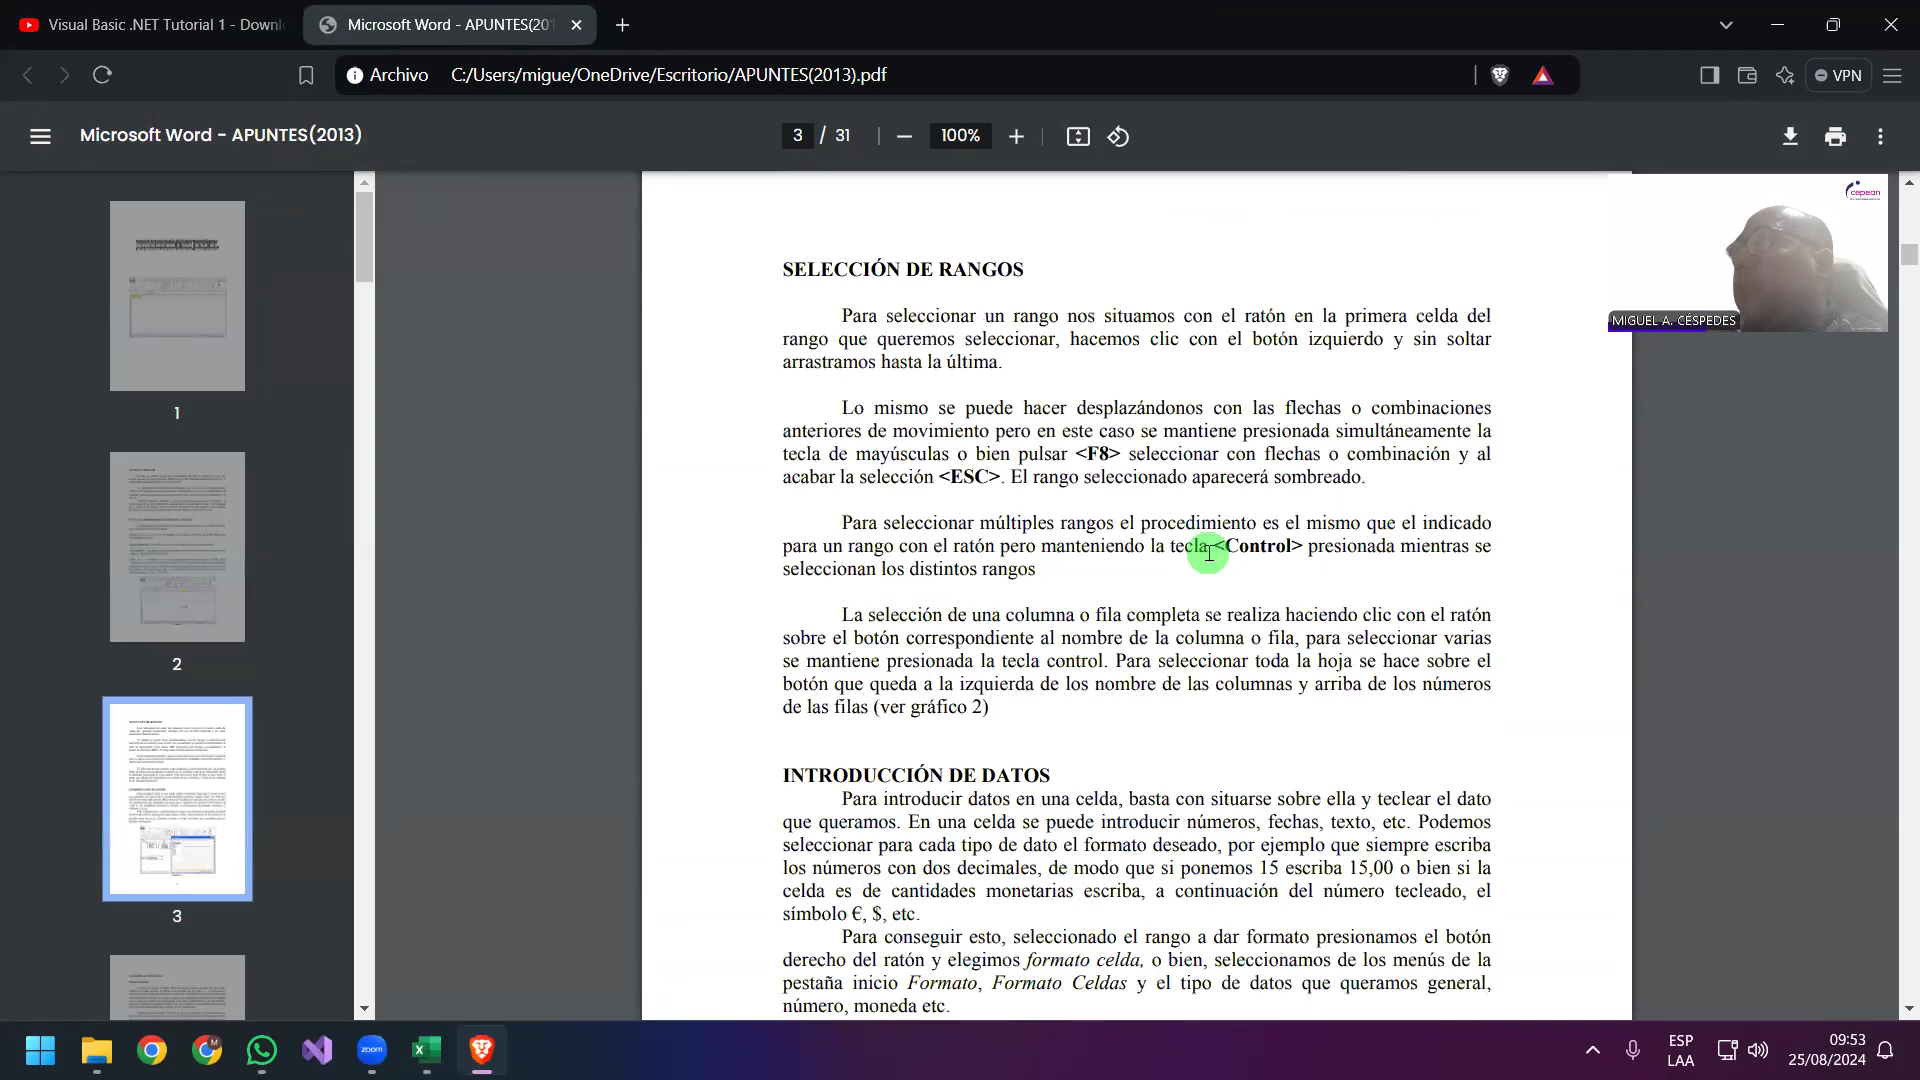 Visual Basic .NET Tutorial 1 - Downl
Microsoft Word - APUNTES(201
Archivo
C:/Users/migue/OneDrive/Escritorio/APUNTES(2013).pdf
VPN
Microsoft Word - APUNTES(2013)
3 / 31
100%
1
2
3
cepean
MIGUEL A. CÉSPEDES
SELECCIÓN DE RANGOS
Para seleccionar un rango nos situamos con el ratón en la primera celda del
rango que queremos seleccionar, hacemos clic con el botón izquierdo y sin soltar
arrastramos hasta la última.
Lo mismo se puede hacer desplazándonos con las flechas o combinaciones
anteriores de movimiento pero en este caso se mantiene presionada simultáneamente la
tecla de mayúsculas o bien pulsar <F8> seleccionar con flechas o combinación y al
acabar la selección <ESC>. El rango seleccionado aparecerá sombreado.
Para seleccionar múltiples rangos el procedimiento es el mismo que el indicado
para un rango con el ratón pero manteniendo la tecla <Control> presionada mientras se
seleccionan los distintos rangos
La selección de una columna o fila completa se realiza haciendo clic con el ratón
sobre el botón correspondiente al nombre de la columna o fila, para seleccionar varias
se mantiene presionada la tecla control. Para seleccionar toda la hoja se hace sobre el
botón que queda a la izquierda de los nombre de las columnas y arriba de los números
de las filas (ver gráfico 2)
INTRODUCCIÓN DE DATOS
Para introducir datos en una celda, basta con situarse sobre ella y teclear el dato
que queramos. En una celda se puede introducir números, fechas, texto, etc. Podemos
seleccionar para cada tipo de dato el formato deseado, por ejemplo que siempre escriba
los números con dos decimales, de modo que si ponemos 15 escriba 15,00 o bien si la
celda es de cantidades monetarias escriba, a continuación del número tecleado, el
símbolo €, $, etc.
Para conseguir esto, seleccionado el rango a dar formato presionamos el botón
derecho del ratón y elegimos formato celda, o bien, seleccionamos de los menús de la
pestaña inicio Formato, Formato Celdas y el tipo de datos que queramos general,
número, moneda etc.
M
zoom
ESP
LAA
09:53
25/08/2024